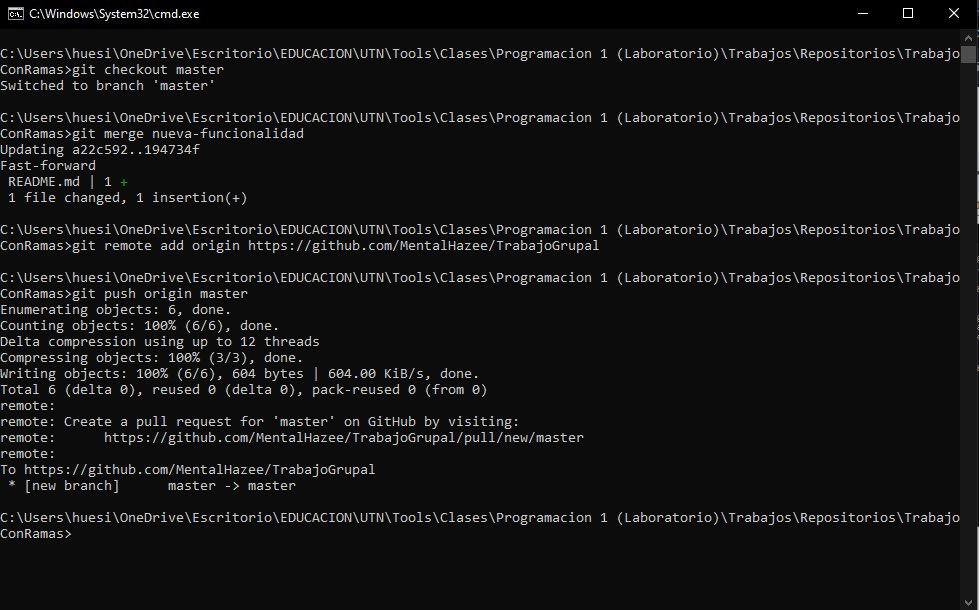 C:\Windows\System32\cmd.exe
C:\Users\huesi\OneDrive\Escritorio\EDUCACION\UTN\Tools\Clases\Programacion 1 (Laboratorio)\Trabajos\Repositorios\Trabajo
ConRamas>git checkout master
Switched to branch 'master'
C:\Users\huesi\OneDrive\Escritorio\EDUCACION\UTN\Tools\Clases\Programacion 1 (Laboratorio)\Trabajos\Repositorios\Trabajo
ConRamas>git merge nueva-funcionalidad
Updating a22c592..194734f
Fast-forward
 README.md | 1 +
 1 file changed, 1 insertion(+)
C:\Users\huesi\OneDrive\Escritorio\EDUCACION\UTN\Tools\Clases\Programacion 1 (Laboratorio)\Trabajos\Repositorios\Trabajo
ConRamas>git remote add origin https://github.com/MentalHazee/TrabajoGrupal
C:\Users\huesi\OneDrive\Escritorio\EDUCACION\UTN\Tools\Clases\Programacion 1 (Laboratorio)\Trabajos\Repositorios\Trabajo
ConRamas>git push origin master
Enumerating objects: 6, done.
Counting objects: 100% (6/6), done.
Delta compression using up to 12 threads
Compressing objects: 100% (3/3), done.
Writing objects: 100% (6/6), 604 bytes | 604.00 KiB/s, done.
Total 6 (delta 0), reused 0 (delta 0), pack-reused 0 (from 0)
remote:
remote: Create a pull request for 'master' on GitHub by visiting:
remote:      https://github.com/MentalHazee/TrabajoGrupal/pull/new/master
remote:
To https://github.com/MentalHazee/TrabajoGrupal
 * [new branch]      master -> master
C:\Users\huesi\OneDrive\Escritorio\EDUCACION\UTN\Tools\Clases\Programacion 1 (Laboratorio)\Trabajos\Repositorios\Trabajo
ConRamas>